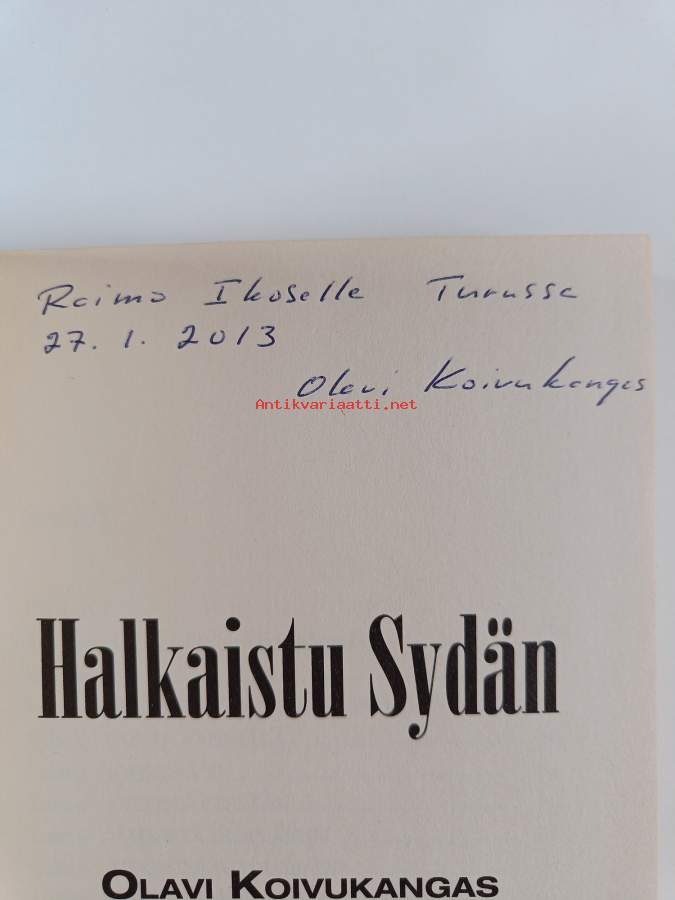 Raimo Ikoselle Turussa
27. 1. 2013
Olavi Koivukangas
Antikvariaatti.net
Halkaistu Sydän
OLAVI KOIVUKANGAS